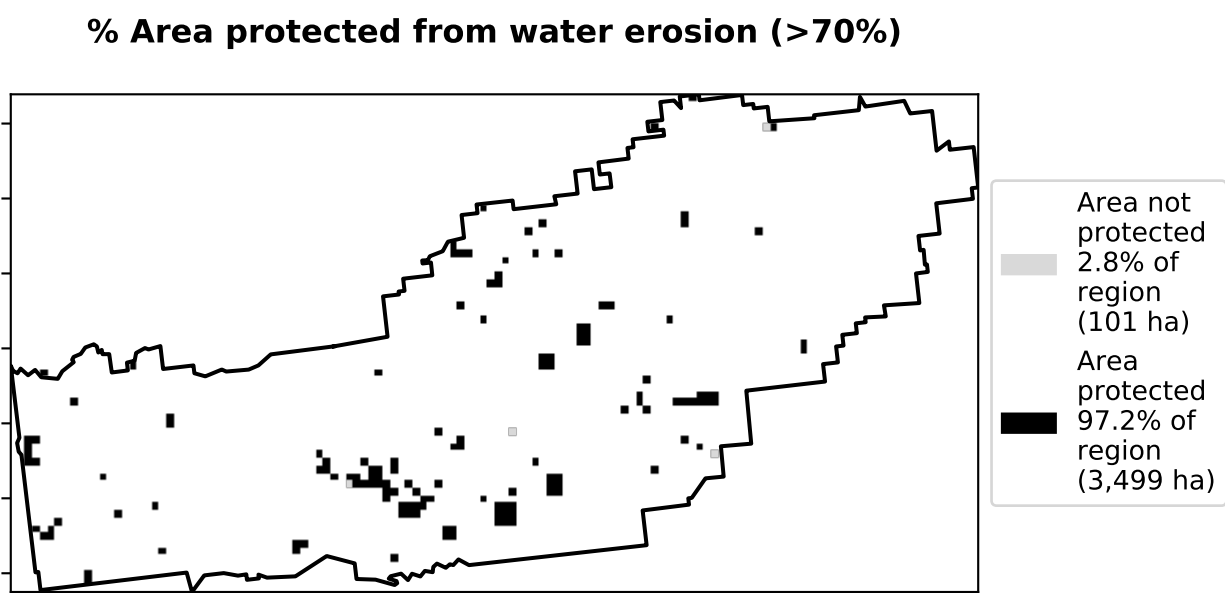 % Area protected from water erosion (>70%)
Area not
protected
2.8% of
region
(101 ha)
Area
protected
97.2% of
region
(3,499 ha)